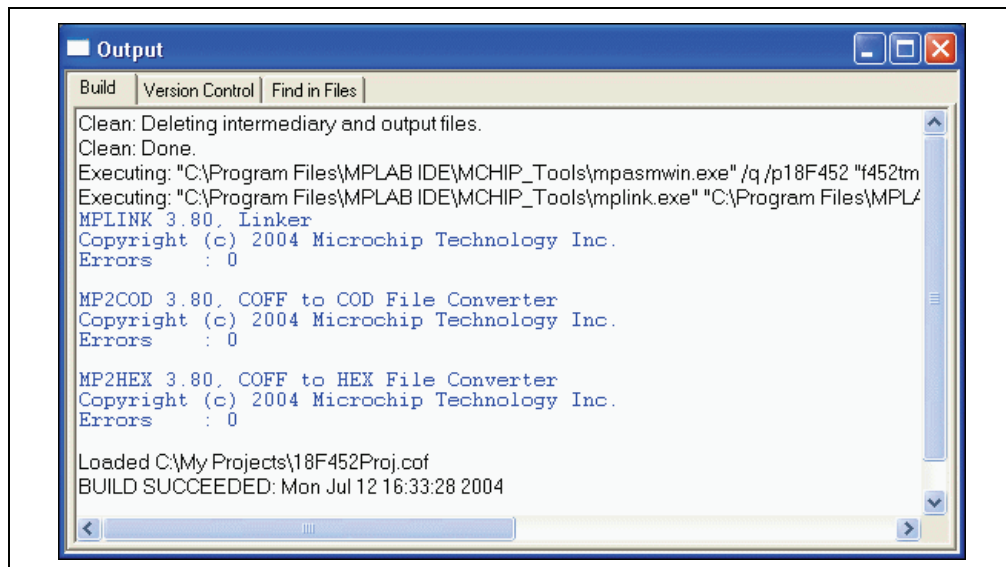 Output
Build Version Control Find in Files
Clean: Deleting intermediary and output files.
Clean: Done.
Executing: "C:\Program Files\MPLAB IDE\MCHIP_Tools\mpasmwin.exe" /q /p18F452 "f452tm
Executing: "C:\Program Files\MPLAB IDE\MCHIP_Tools\mplink.exe" "C:\Program Files\MPLA
MPLINK 3.80, Linker
Copyright (c) 2004 Microchip Technology Inc.
Errors    : 0
MP2COD 3.80, COFF to COD File Converter
Copyright (c) 2004 Microchip Technology Inc.
Errors    : 0
MP2HEX 3.80, COFF to HEX File Converter
Copyright (c) 2004 Microchip Technology Inc.
Errors    : 0
Loaded C:\My Projects\18F452Proj.cof
BUILD SUCCEEDED: Mon Jul 12 16:33:28 2004